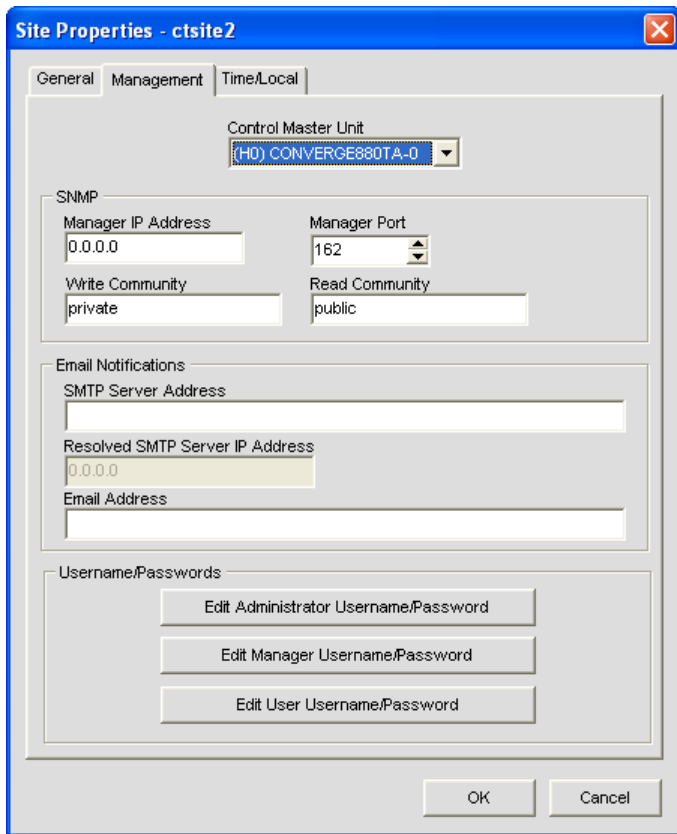 Site Properties - ctsite2
General Management Time/Local
Control Master Unit
(H0) CONVERGE880TA-0
SNMP
Manager IP Address Manager Port
0.0.0.0 162
Write Community Read Community
private public
Email Notifications
SMTP Server Address
Resolved SMTP Server IP Address
0.0.0.0
Email Address
Username/Passwords
Edit Administrator Username/Password
Edit Manager Username/Password
Edit User Username/Password
OK Cancel